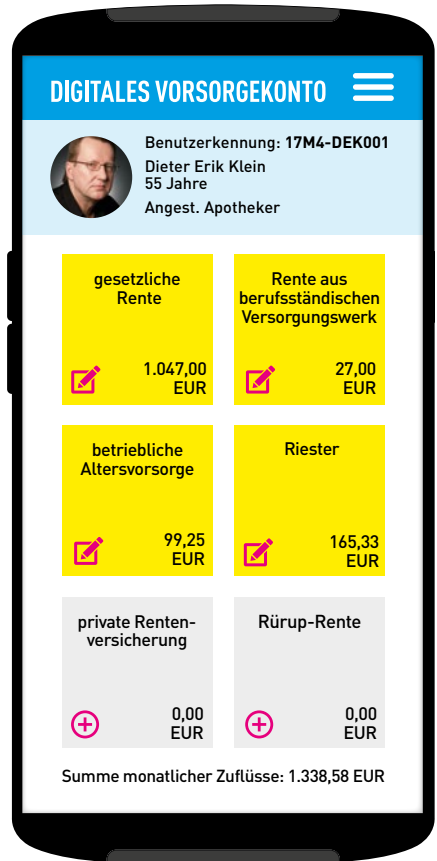 DIGITALES VORSORGEKONTO
Benutzerkennung: 17M4-DEK001
Dieter Erik Klein
55 Jahre
Angest. Apotheker
gesetzliche
Rente
1.047,00
EUR
Rente aus
berufsständischen
Versorgungswerk
27,00
EUR
betriebliche
Altersvorsorge
99,25
EUR
Riester
165,33
EUR
private Renten-
versicherung
0,00
EUR
Rürup-Rente
0,00
EUR
Summe monatlicher Zuflüsse: 1.338,58 EUR